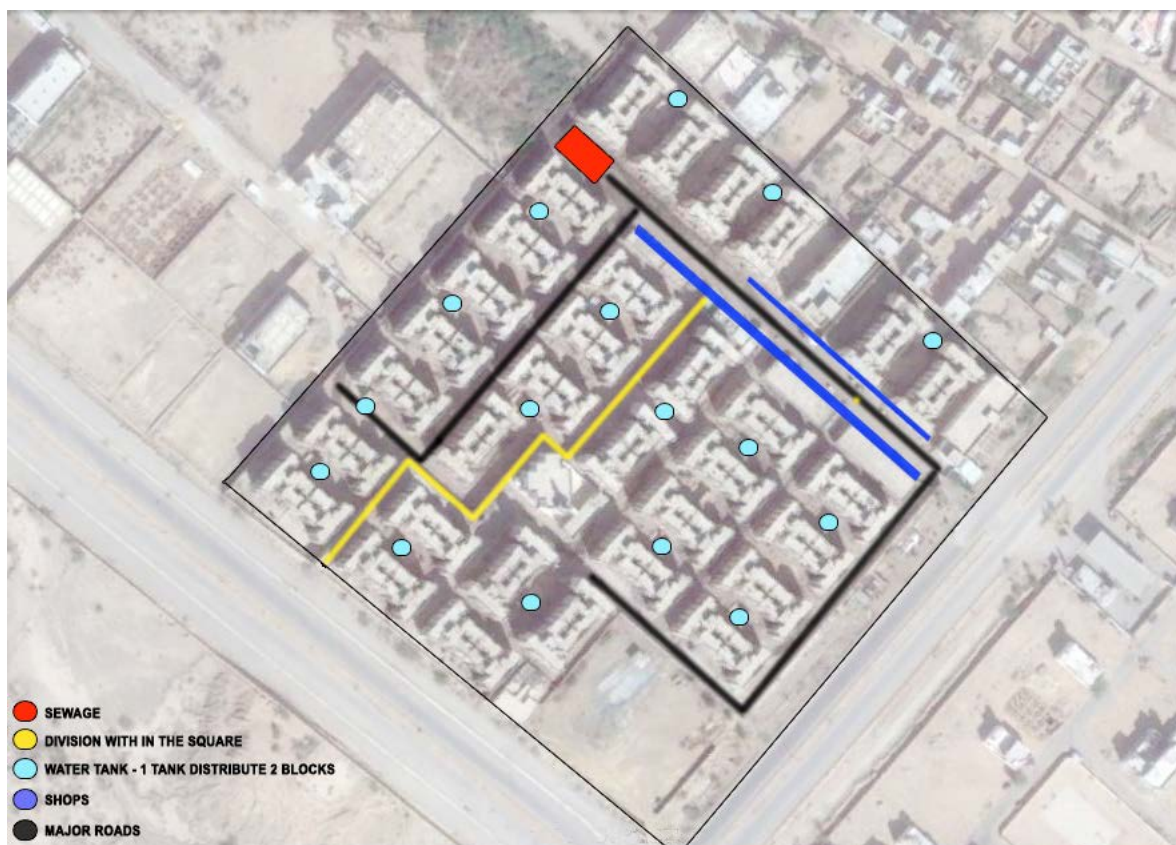 SEWAGE
DIVISION WITH IN THE SQUARE
WATER TANK - 1 TANK DISTRIBUTE 2 BLOCKS
SHOPS
MAJOR ROADS